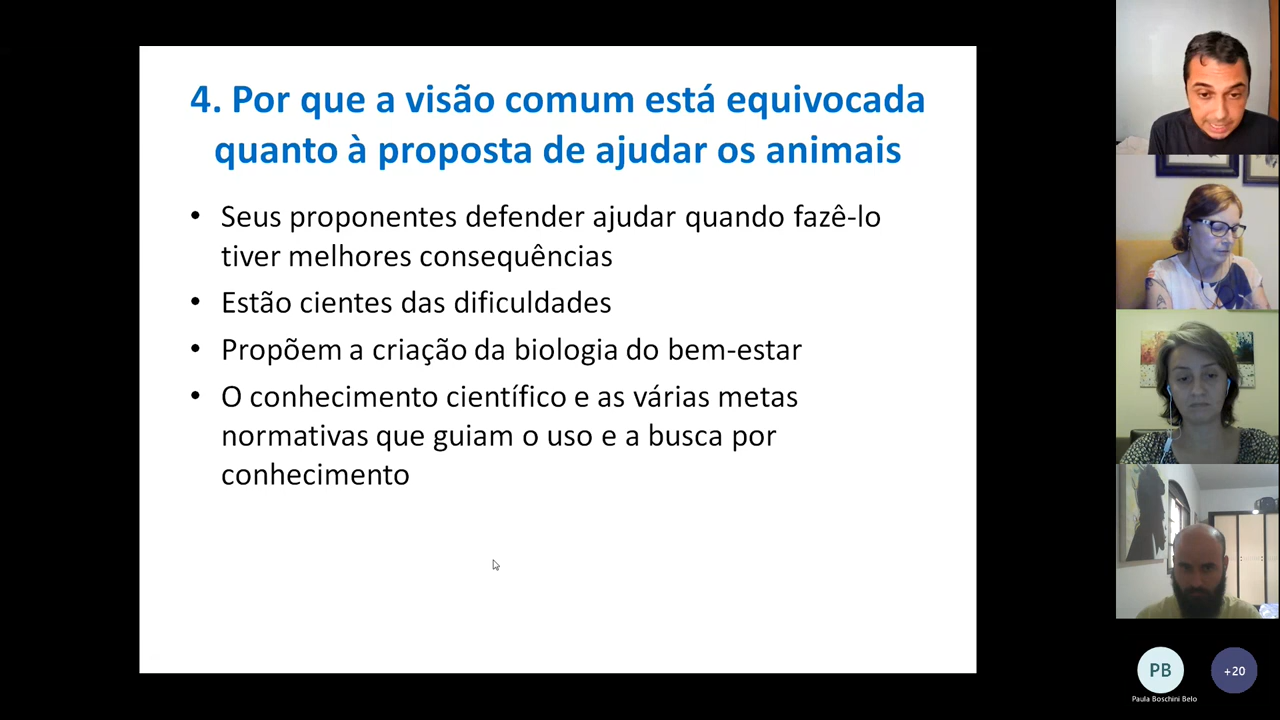 4. Por que a visão comum está equivocada
quanto à proposta de ajudar os animais
• Seus proponentes defender ajudar quando fazê-lo
tiver melhores consequências
• Estão cientes das dificuldades
• Propõem a criação da biologia do bem-estar
• O conhecimento científico e as várias metas
normativas que guiam o uso e a busca por
conhecimento
PB
+20
Paula Boschini Belo